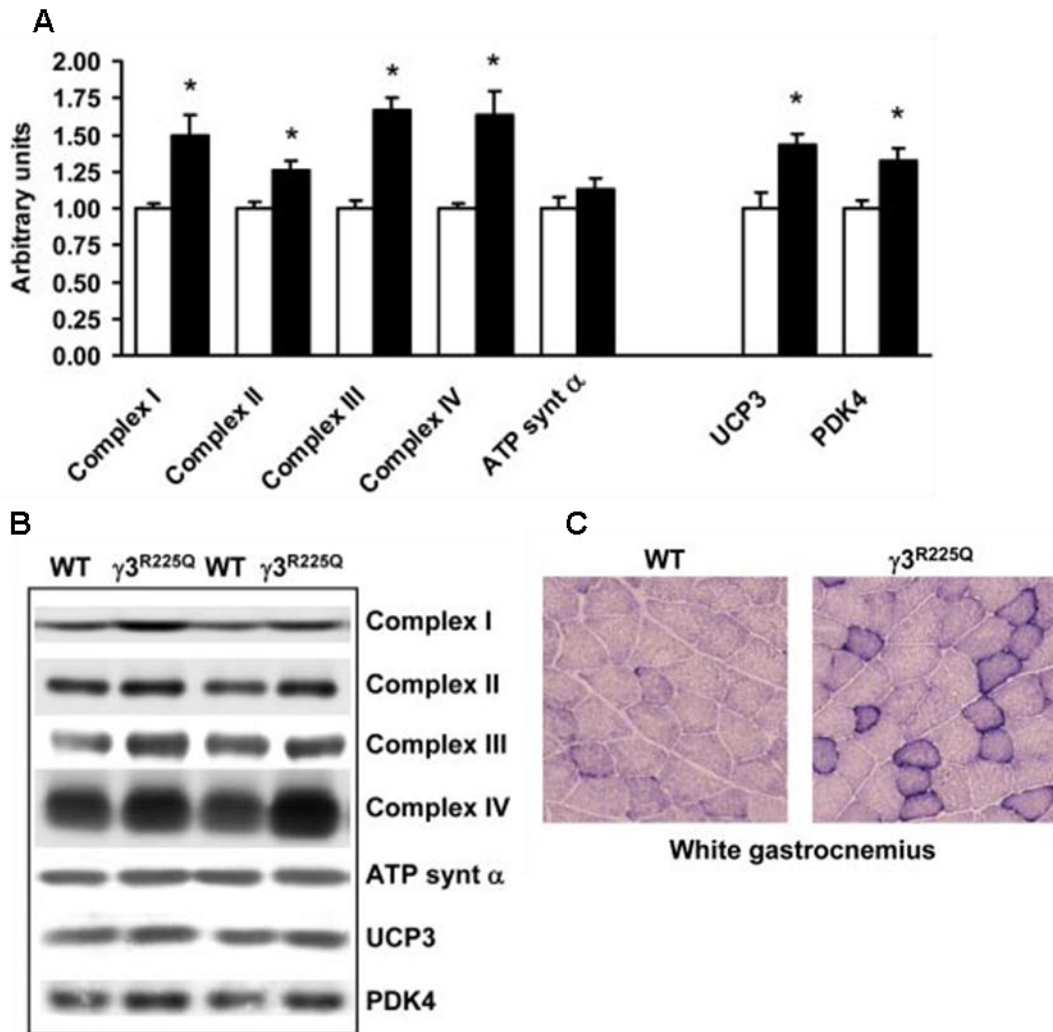 A
2.00
1.75
1.50
1.25
1.00
0.75
0.50
0.25
0.00
Arbitrary units
* * * * * *
Complex I
Complex II
Complex III
Complex IV
ATP synt α
UCP3
PDK4
B
WT γ3R225Q WT γ3R225Q
Complex I
Complex II
Complex III
Complex IV
ATP synt α
UCP3
PDK4
C
WT γ3R225Q
White gastrocnemius